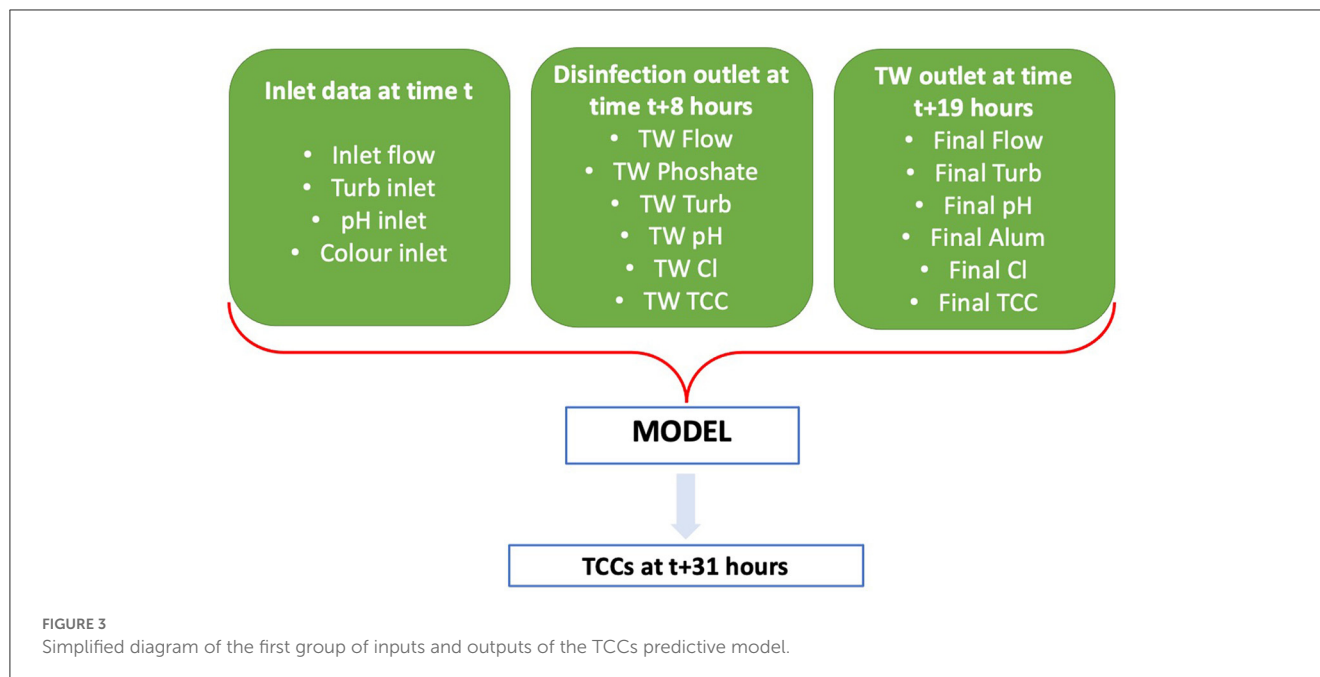 Inlet data at time t
• Inlet flow
• Turb inlet
• pH inlet
• Colour inlet
Disinfection outlet at
time t+8 hours
• TW Flow
• TW Phoshate
• TW Turb
• TW pH
• TW Cl
• TW TCC
TW outlet at time
t+19 hours
• Final Flow
• Final Turb
• Final pH
• Final Alum
• Final Cl
• Final TCC
MODEL
TCCs at t+31 hours
FIGURE 3
Simplified diagram of the first group of inputs and outputs of the TCCs predictive model.